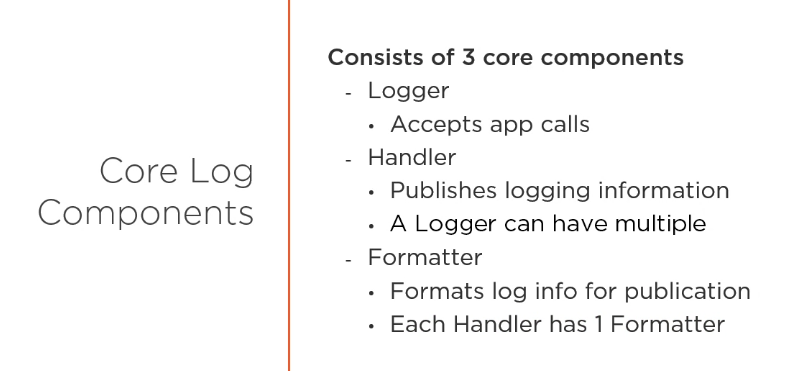 Core Log
Components
Consists of 3 core components
- Logger
• Accepts app calls
- Handler
• Publishes logging information
• A Logger can have multiple
- Formatter
• Formats log info for publication
• Each Handler has 1 Formatter